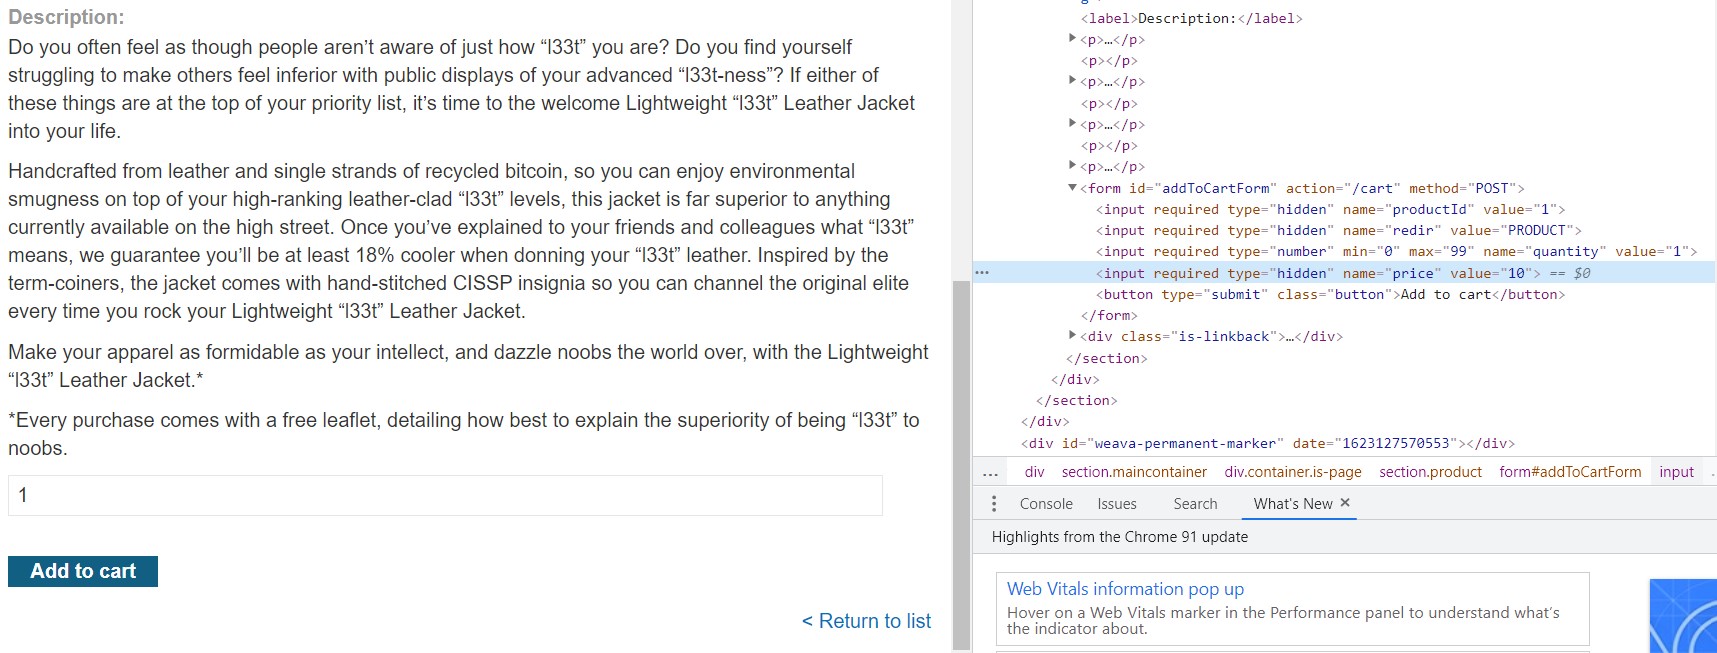 Description:
Do you often feel as though people aren’t aware of just how “l33t” you are? Do you find yourself
struggling to make others feel inferior with public displays of your advanced “l33t-ness”? If either of
these things are at the top of your priority list, it’s time to the welcome Lightweight “l33t” Leather Jacket
into your life.
Handcrafted from leather and single strands of recycled bitcoin, so you can enjoy environmental
smugness on top of your high-ranking leather-clad “l33t” levels, this jacket is far superior to anything
currently available on the high street. Once you’ve explained to your friends and colleagues what “l33t”
means, we guarantee you’ll be at least 18% cooler when donning your “l33t” leather. Inspired by the
term-coiners, the jacket comes with hand-stitched CISSP insignia so you can channel the original elite
every time you rock your Lightweight “l33t” Leather Jacket.
Make your apparel as formidable as your intellect, and dazzle noobs the world over, with the Lightweight
“l33t” Leather Jacket.*
*Every purchase comes with a free leaflet, detailing how best to explain the superiority of being “l33t” to
noobs.
1
Add to cart
< Return to list
<label>Description:</label>
<p>…</p>
<p></p>
<p>…</p>
<p></p>
<p>…</p>
<p></p>
<p>…</p>
<form id="addToCartForm" action="/cart" method="POST">
<input required type="hidden" name="productId" value="1">
<input required type="hidden" name="redir" value="PRODUCT">
<input required type="number" min="0" max="99" name="quantity" value="1">
... <input required type="hidden" name="price" value="10"> == $0
<button type="submit" class="button">Add to cart</button>
</form>
<div class="is-linkback">…</div>
</section>
</div>
</section>
</div>
<div id="weava-permanent-marker" date="1623127570553"></div>
... div section.maincontainer div.container.is-page section.product form#addToCartForm input
Console Issues Search What's New ×
Highlights from the Chrome 91 update
Web Vitals information pop up
Hover on a Web Vitals marker in the Performance panel to understand what's
the indicator about.